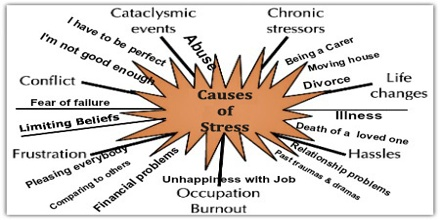 Cataclysmic
events
Chronic
stressors
I have to be perfect
I'm not good enough
Abuse
Being a Carer
Moving house
Divorce
Conflict
Life
changes
Causes
of
Stress
Fear of failure
Illness
Limiting Beliefs
Death of a loved one
Frustration
Hassles
Pleasing everybody
Comparing to others
Financial problems
Relationship problems
Past traumas & dramas
Unhappiness with Job
Occupation
Burnout